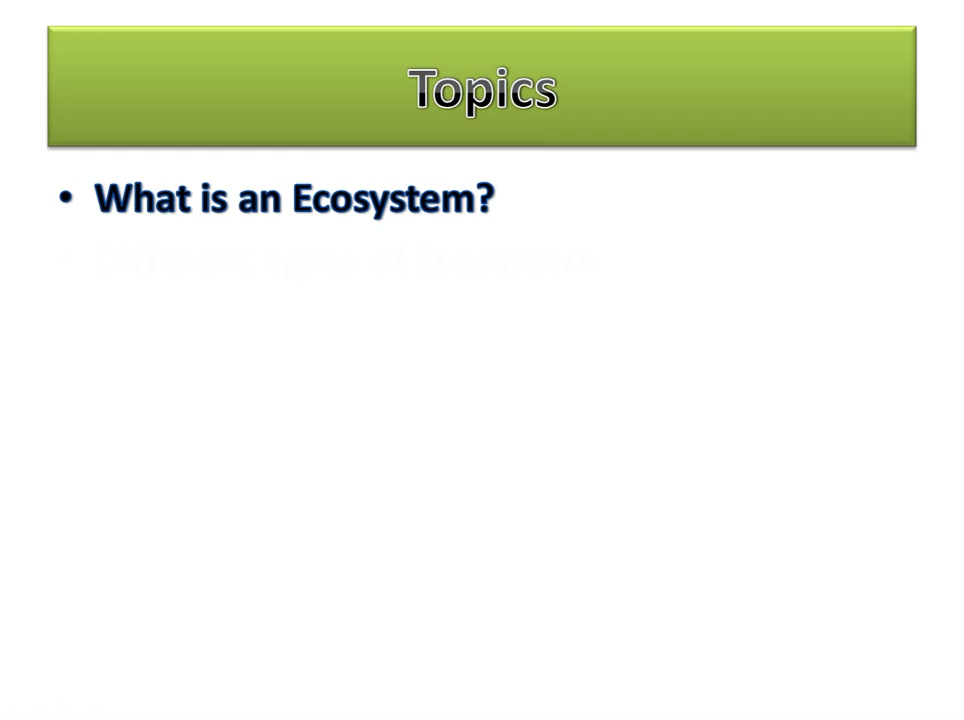 Topics
• What is an Ecosystem?
• Different types of Ecosystem